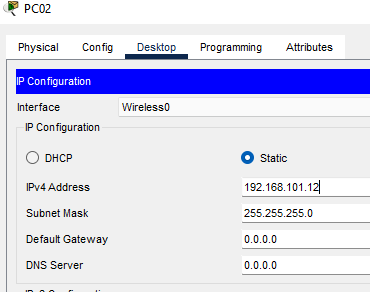 PC02
Physical Config Desktop Programming Attributes
IP Configuration
Interface Wireless0
IP Configuration
DHCP Static
IPv4 Address 192.168.101.12
Subnet Mask 255.255.255.0
Default Gateway 0.0.0.0
DNS Server 0.0.0.0